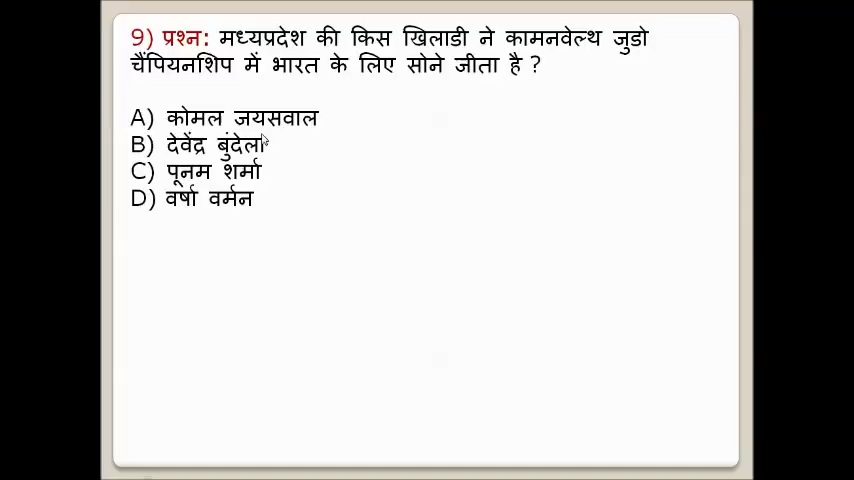 9) प्रश्न: मध्यप्रदेश की किस खिलाडी ने कामनवेल्थ जुडो
चैंपियनशिप में भारत के लिए सोने जीता है ?
A) कोमल जयसवाल
B) देवेंद्र बुंदेला
C) पूनम शर्मा
D) वर्षा वर्मन